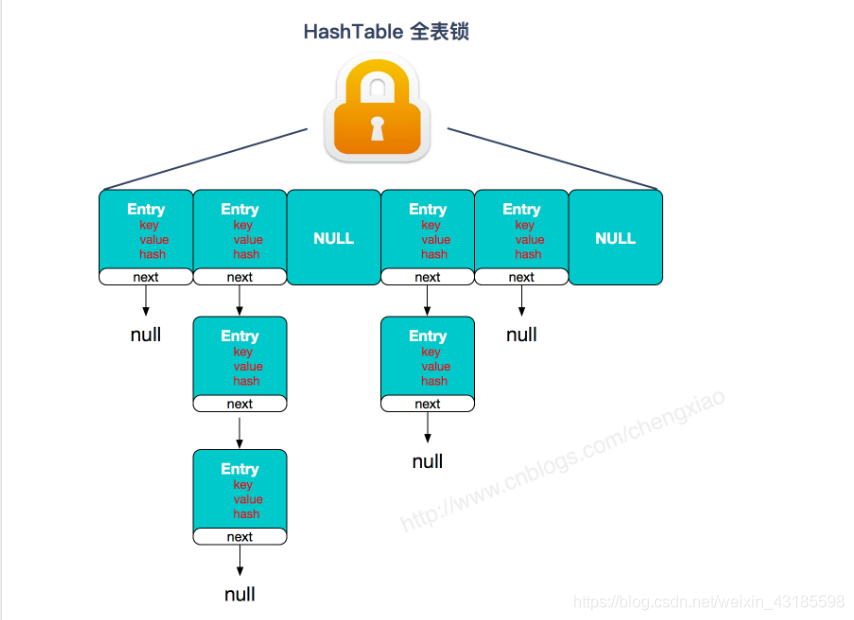 HashTable 全表锁
Entry
key
value
hash
next
Entry
key
value
hash
next
NULL
Entry
key
value
hash
next
Entry
key
value
hash
next
NULL
null
Entry
key
value
hash
next
Entry
key
value
hash
next
null
Entry
key
value
hash
next
null
null
http://www.cnblogs.com/chengxiao
https://blog.csdn.net/weixin_43185598